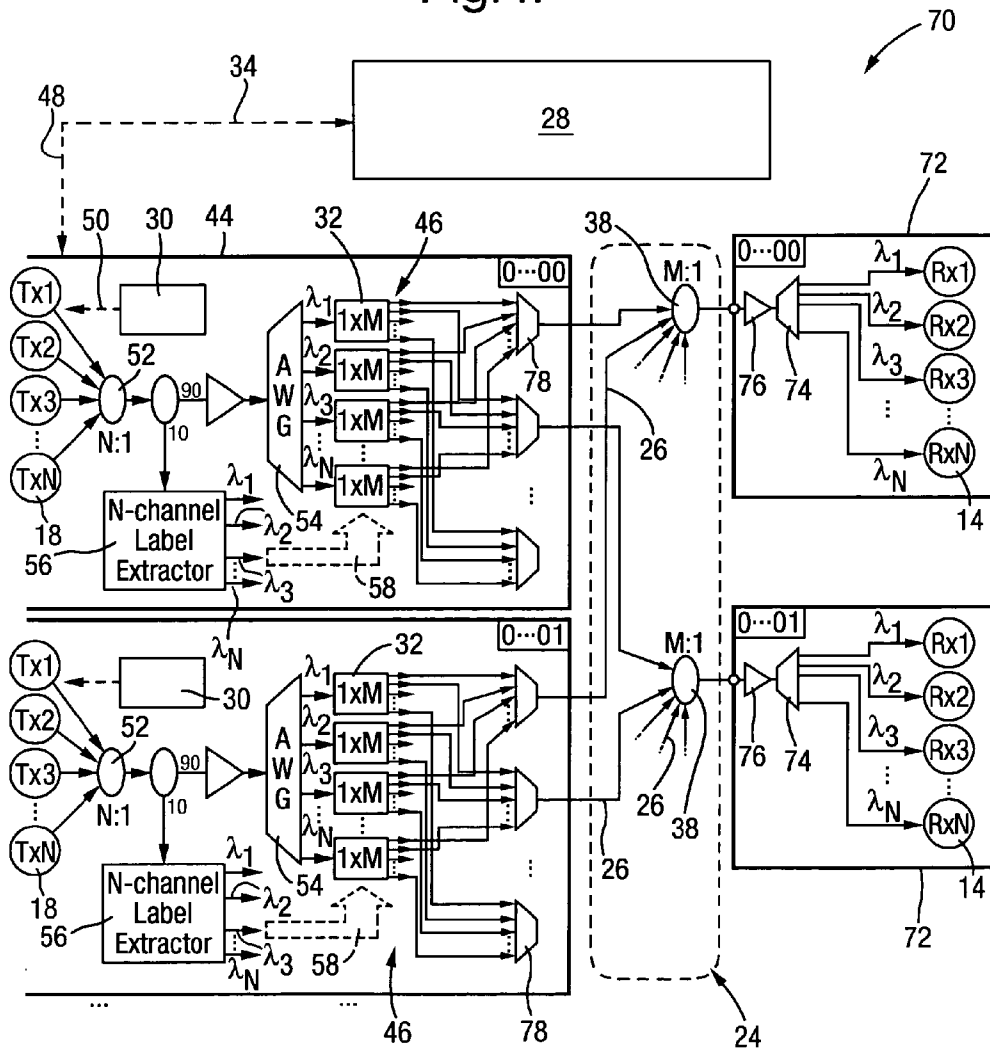 70
34
48
28
72
50
30
44
32
46
38
M:1
0···00
0···00
Tx1
Tx2
Tx3
TxN
18
52
N:1
90
10
AWG
54
λ1
λ2
λ3
λN
1xM
1xM
1xM
1xM
78
26
76
74
λ1
λ2
λ3
λN
Rx1
Rx2
Rx3
RxN
14
N-channel
Label
Extractor
56
λ1
λ2
λ3
λN
58
0···01
0···01
Tx1
Tx2
Tx3
TxN
18
30
52
N:1
90
10
AWG
54
λ1
λ2
λ3
λN
32
1xM
1xM
1xM
1xM
M:1
26
38
26
76
74
λ1
λ2
λ3
λN
Rx1
Rx2
Rx3
RxN
14
72
N-channel
Label
Extractor
56
λ1
λ2
λ3
λN
58
46
78
24